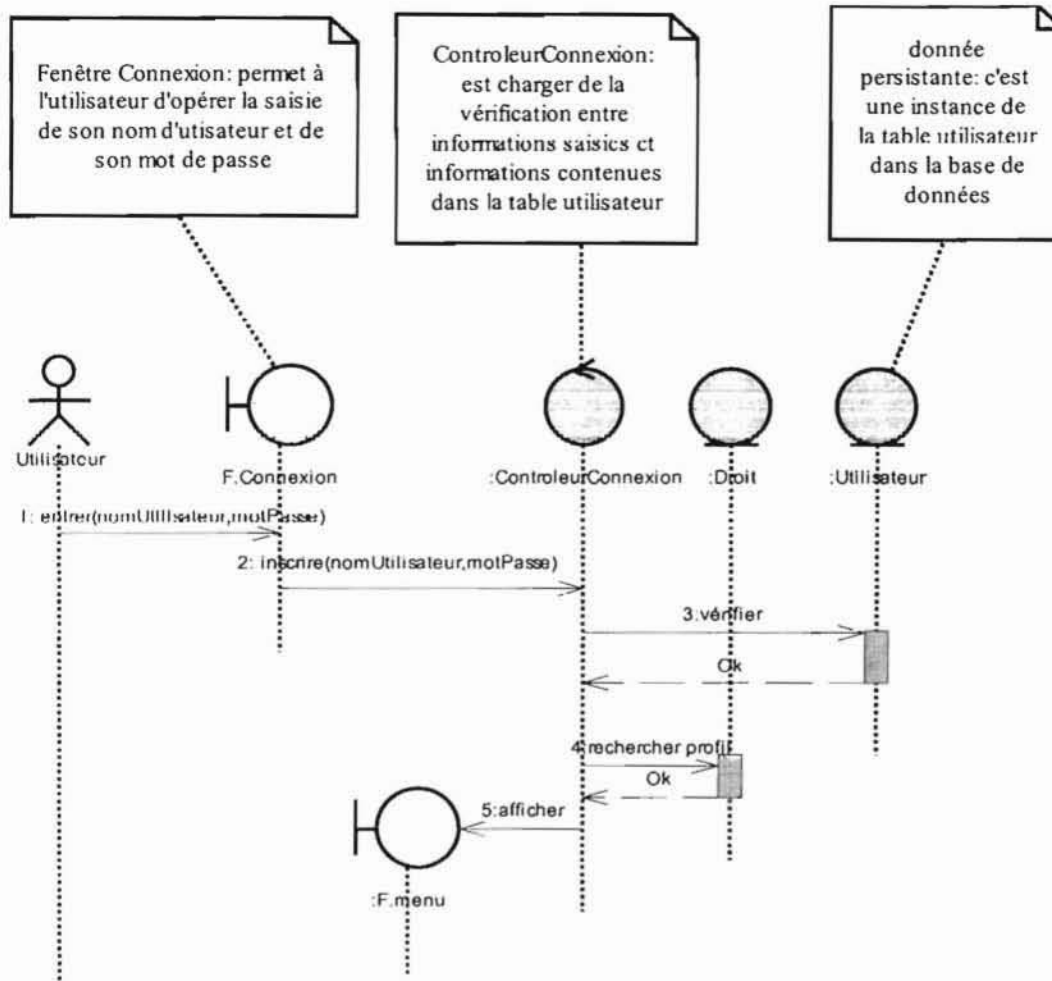 Fenêtre Connexion: permet à
l'utilisateur d'opérer la saisie
de son nom d'utisateur et de
son mot de passe
ControleurConnexion:
est charger de la
vérification entre
informations saisies et
informations contenues
dans la table utilisateur
donnée
persistante: c'est
une instance de
la table utilisateur
dans la base de
données
Utilisateur
F.Connexion
:ControleurConnexion
:Droit
:Utilisateur
1: entrer(nomUtilisateur,motPasse)
2: inscrire(nomUtilisateur,motPasse)
3:vérifier
Ok
4:rechercher profil
Ok
5:afficher
:F.menu